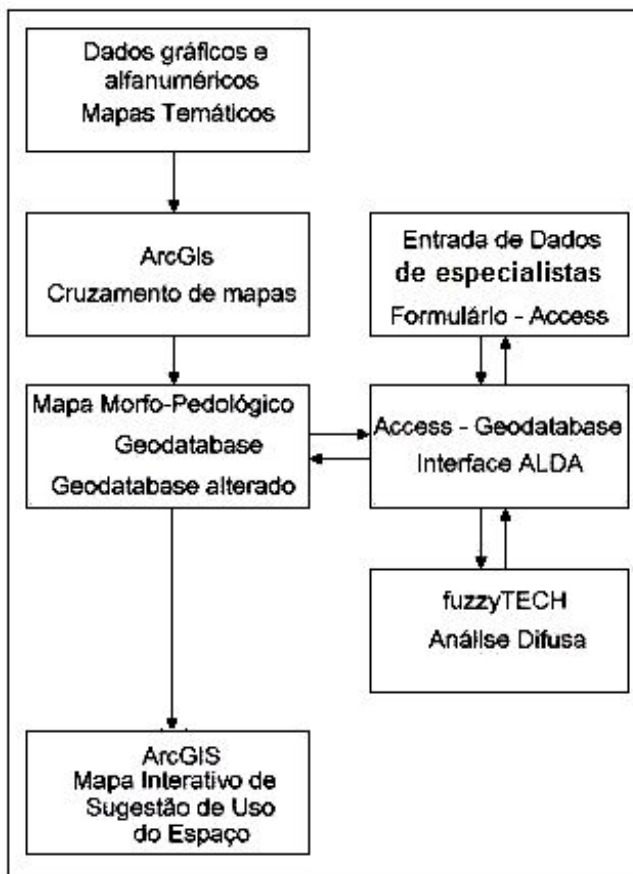 Dados gráficos e
alfanuméricos
Mapas Temáticos
ArcGis
Cruzamento de mapas
Entrada de Dados
de especialistas
Formulário - Access
Mapa Morfo-Pedológico
Geodatabase
Geodatabase alterado
Access - Geodatabase
Interface ALDA
fuzzyTECH
Análise Difusa
ArcGIS
Mapa Interativo de
Sugestão de Uso
do Espaço